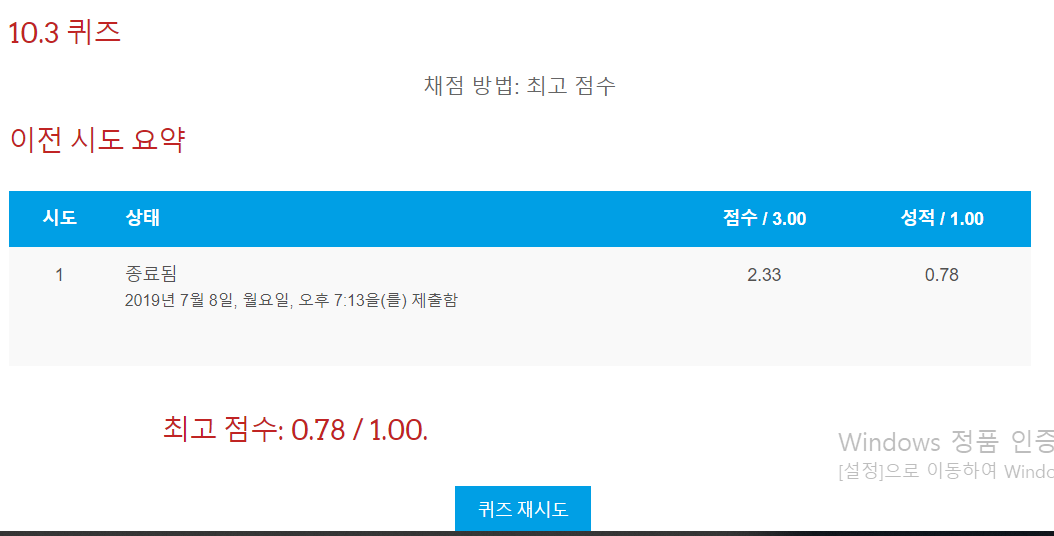 10.3 퀴즈
채점 방법: 최고 점수
이전 시도 요약
시도 상태 점수 / 3.00 성적 / 1.00
1 종료됨 2.33 0.78
2019년 7월 8일, 월요일, 오후 7:13을(를) 제출함
최고 점수: 0.78 / 1.00.
Windows 정품 인증
[설정]으로 이동하여 Windo
퀴즈 재시도